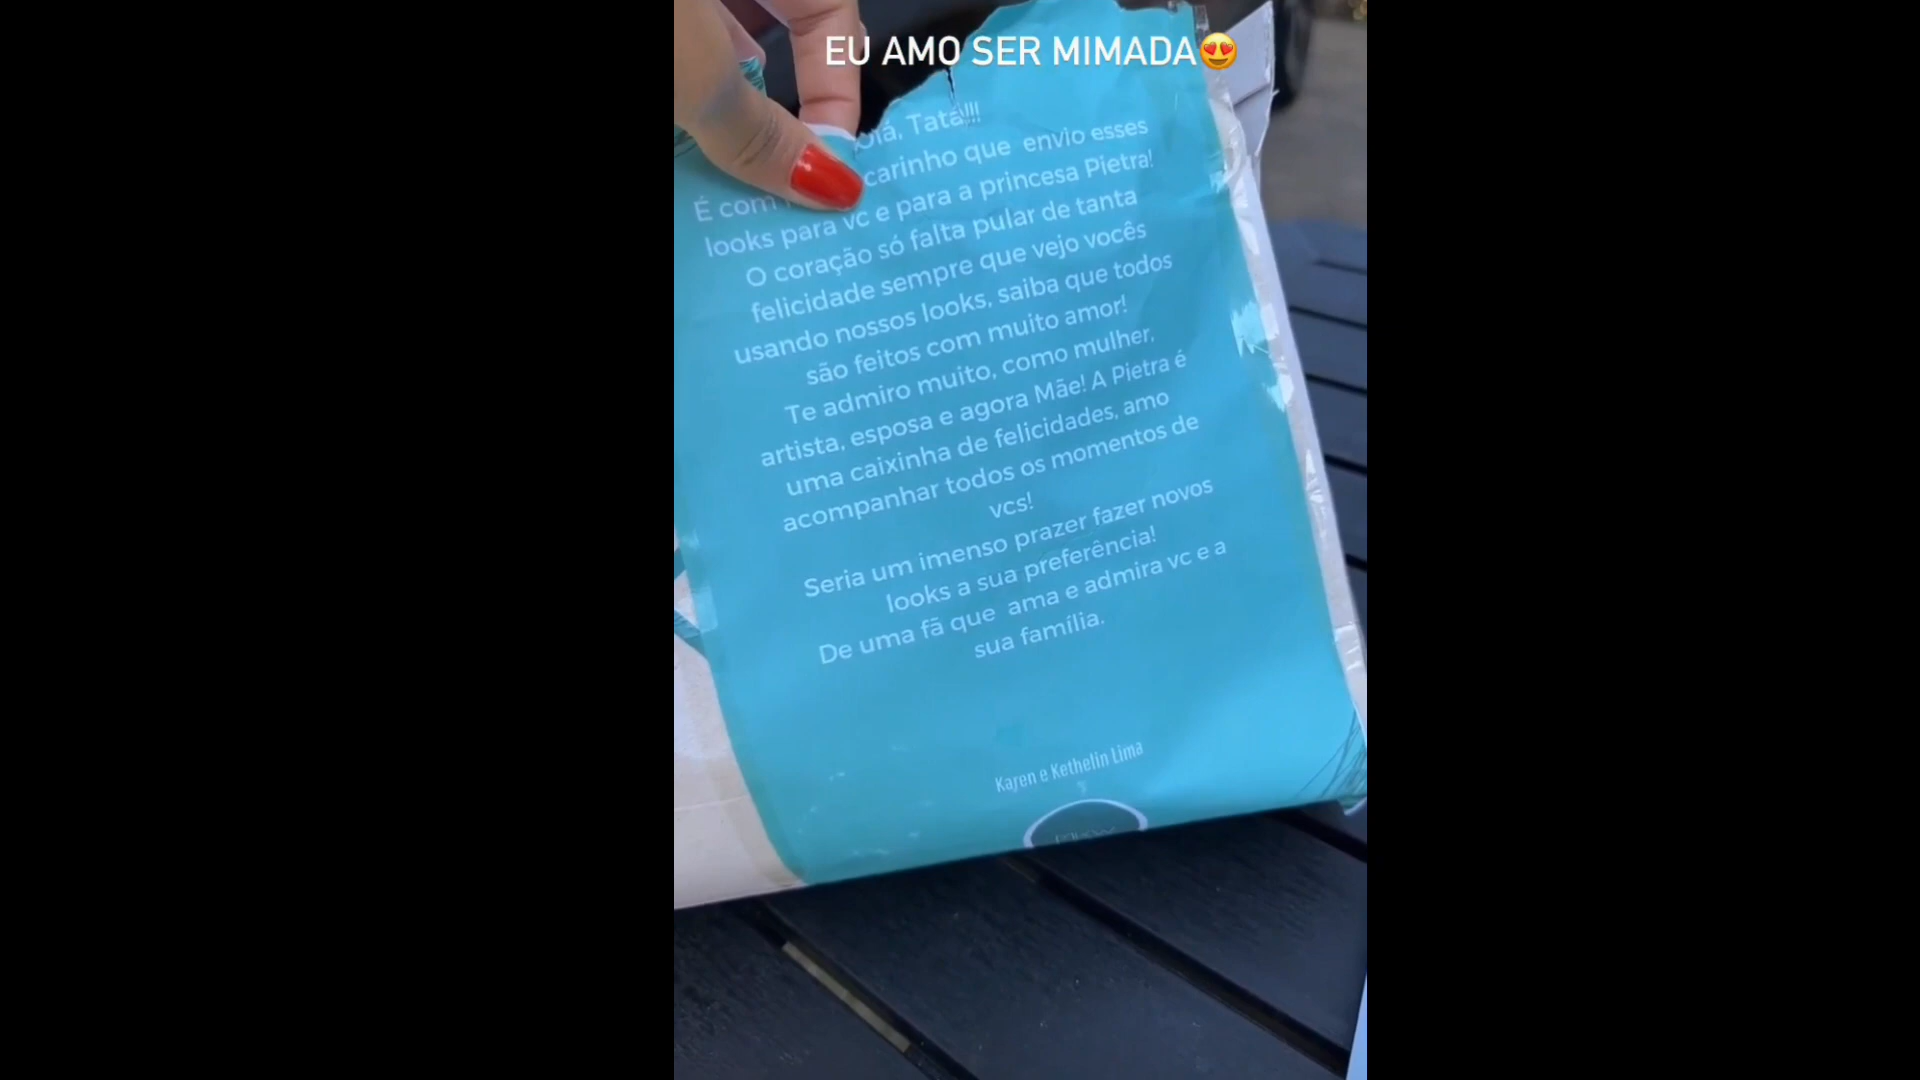 EU AMO SER MIMADA😍
Olá, Tatá!!!
É com carinho que envio esses
looks para vc e para a princesa Pietra!
O coração só falta pular de tanta
felicidade sempre que vejo vocês
usando nossos looks, saiba que todos
são feitos com muito amor!
Te admiro muito, como mulher,
artista, esposa e agora Mãe! A Pietra é
uma caixinha de felicidades, amo
acompanhar todos os momentos de
vcs!
Seria um imenso prazer fazer novos
looks a sua preferência!
De uma fã que ama e admira vc e a
sua família.
Karen e Kethelin Lima